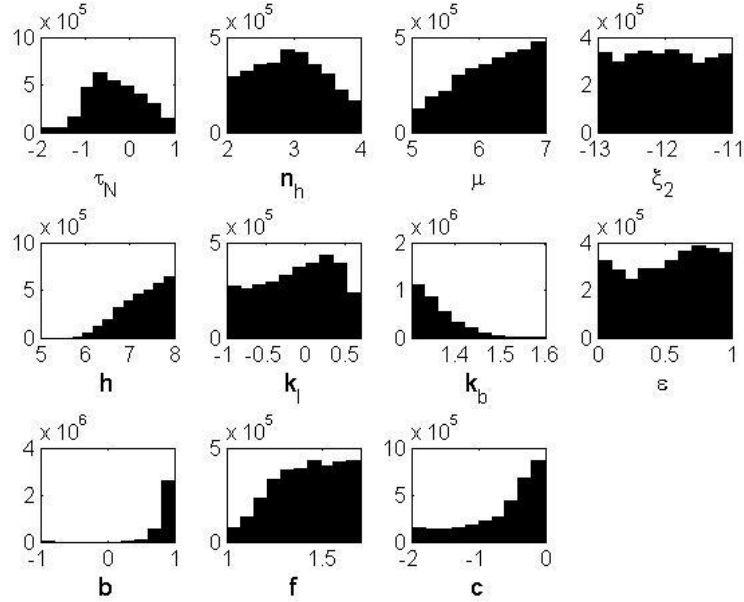 x 10^5 x 10^5 x 10^5 x 10^5
10 5 5 4
5 2
0 0 0 0
-2 -1 0 1 2 3 4 5 6 7 -13 -12 -11
τ_N n_h μ ξ_2
x 10^5 x 10^5 x 10^6 x 10^5
10 5 2 4
5 1 2
0 0 0 0
5 6 7 8 -1 -0.5 0 0.5 1.4 1.5 1.6 0 0.5 1
h k_l k_b ε
x 10^6 x 10^5 x 10^5
4 5 10
2 5
0 0 0
-1 0 1 1 1.5 -2 -1 0
b f c